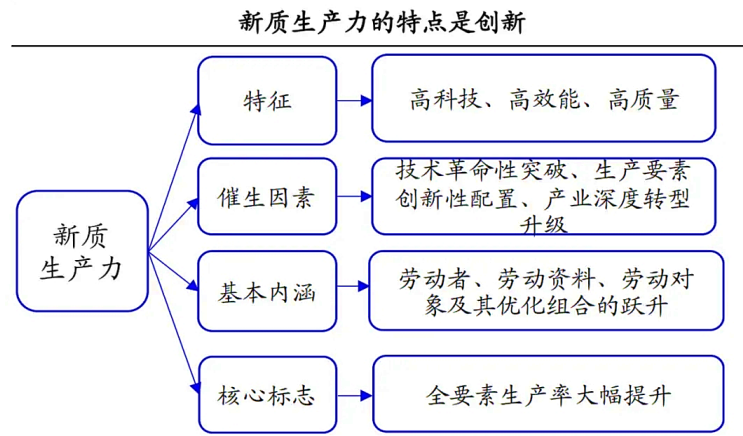 新质生产力的特点是创新
特征
高科技、高效能、高质量
催生因素
技术革命性突破、生产要素
创新性配置、产业深度转型
升级
新质
生产力
基本内涵
劳动者、劳动资料、劳动对
象及其优化组合的跃升
核心标志
全要素生产率大幅提升